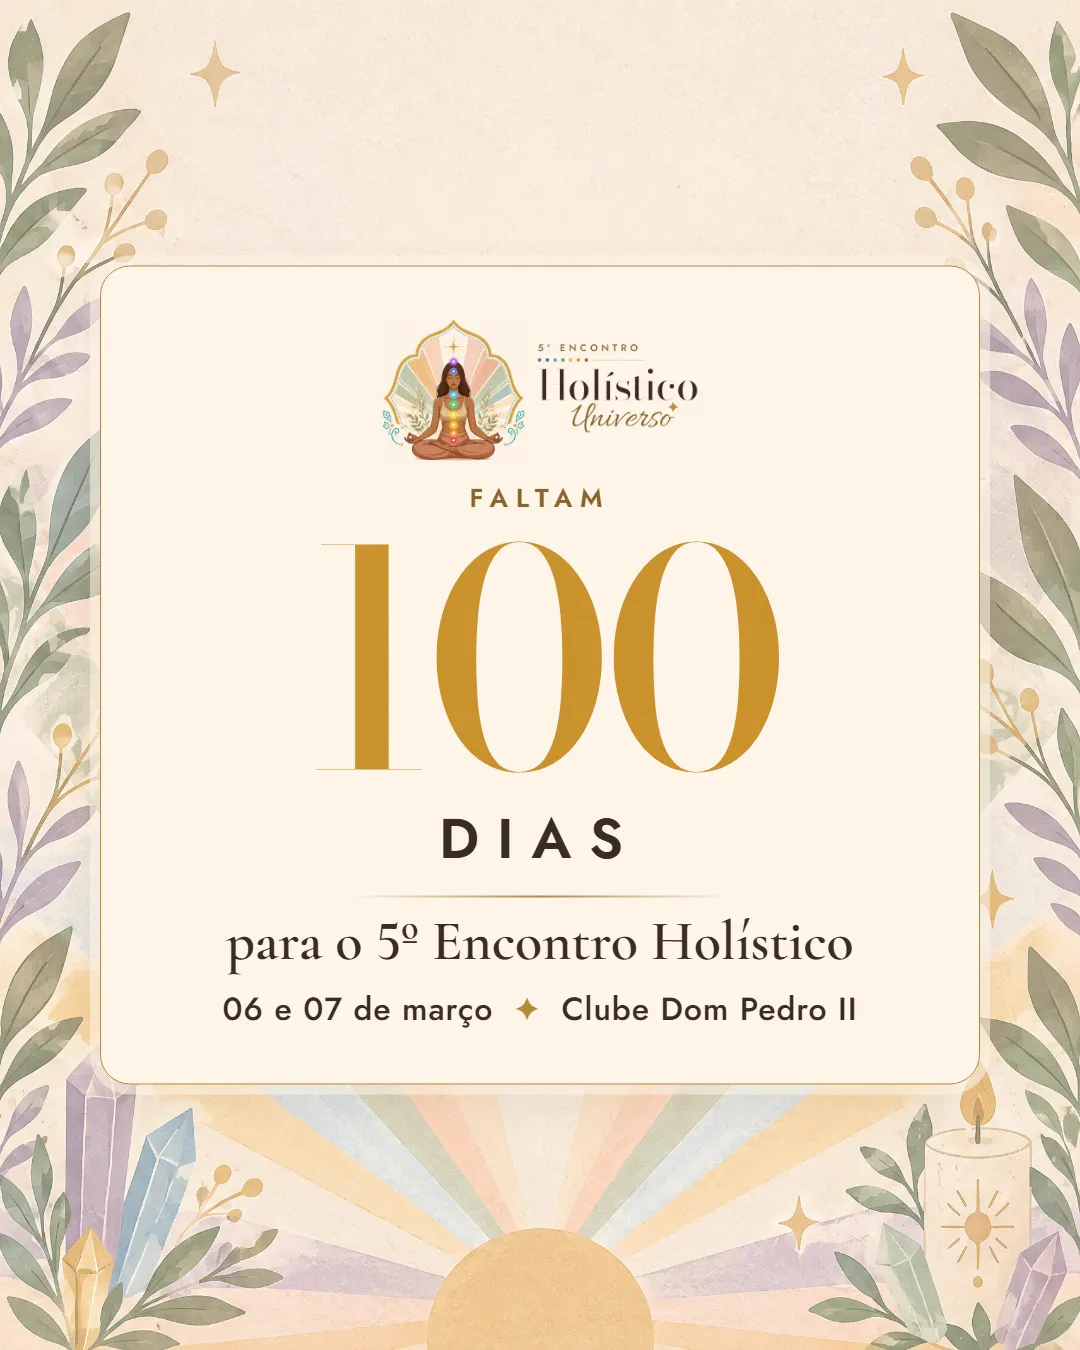 5º ENCONTRO
Holístico
Universo
FALTAM
100
DIAS
para o 5º Encontro Holístico
06 e 07 de março ✦ Clube Dom Pedro II